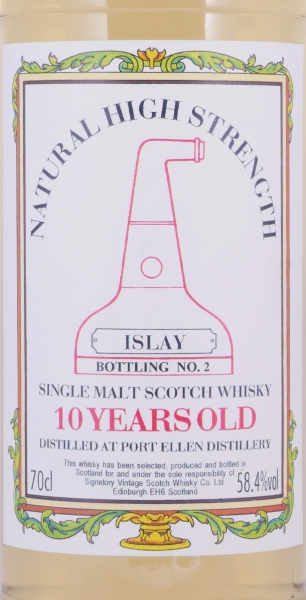 NATURAL HIGH STRENGTH
ISLAY
BOTTLING NO. 2
SINGLE MALT SCOTCH WHISKY
10 YEARS OLD
DISTILLED AT PORT ELLEN DISTILLERY
This whisky has been selected, produced and bottled in
Scotland for and under the sole responsibility of
70cl Signatory Vintage Scotch Whisky Co. Ltd. 58.4%vol
Edinburgh EH6 Scotland